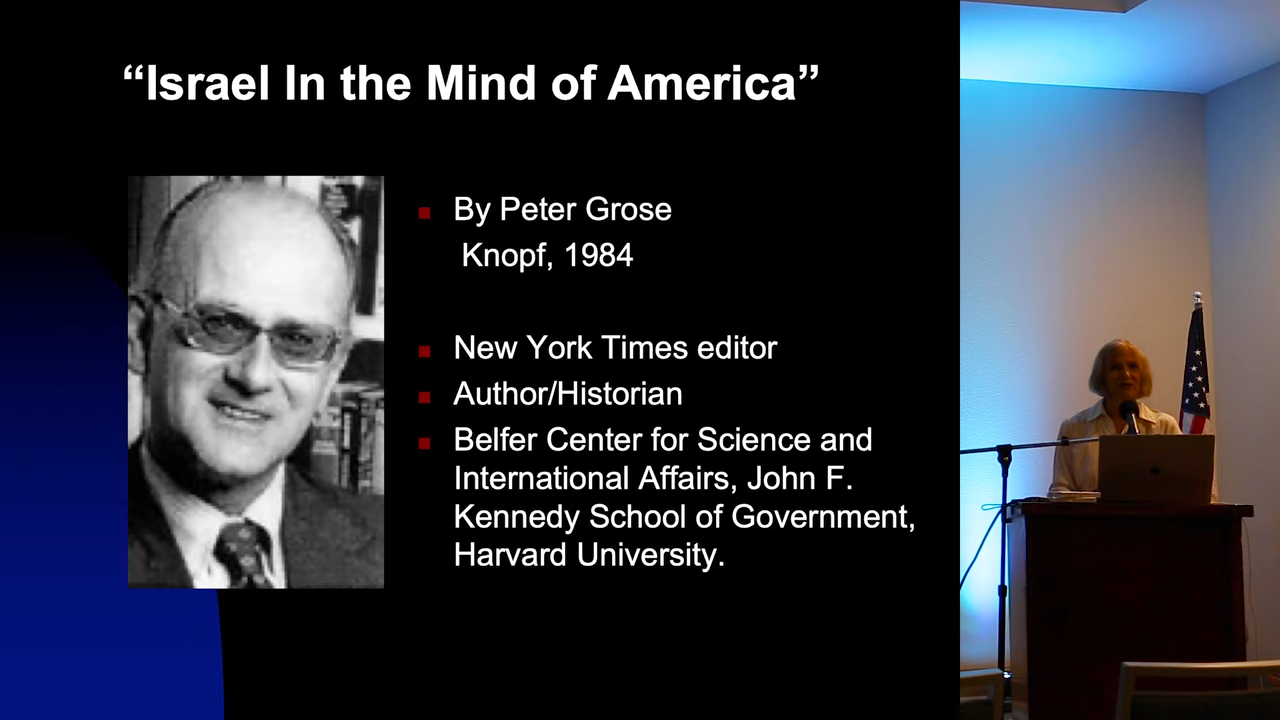 “Israel In the Mind of America”
By Peter Grose
Knopf, 1984
New York Times editor
Author/Historian
Belfer Center for Science and
International Affairs, John F.
Kennedy School of Government,
Harvard University.